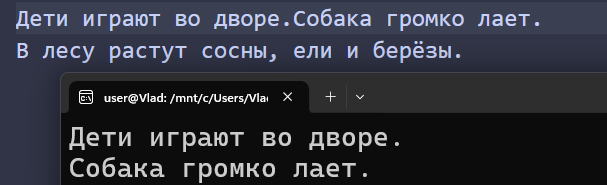 Дети играют во дворе.Собака громко лает.
В лесу растут сосны, ели и берёзы.
user@Vlad: /mnt/c/Users/Vlad
Дети играют во дворе.
Собака громко лает.